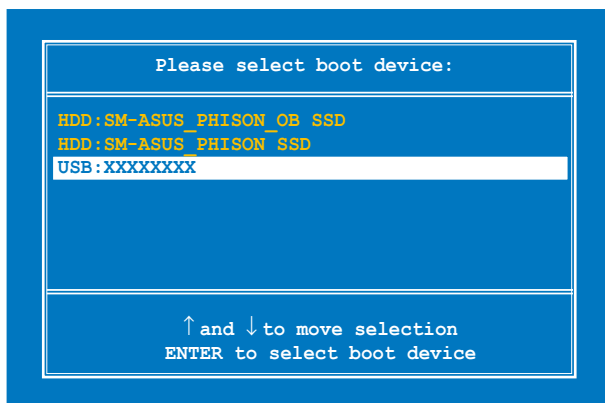 Please select boot device:
HDD:SM-ASUS_PHISON_OB SSD
HDD:SM-ASUS_PHISON SSD
USB:XXXXXXXX
↑ and ↓ to move selection
ENTER to select boot device